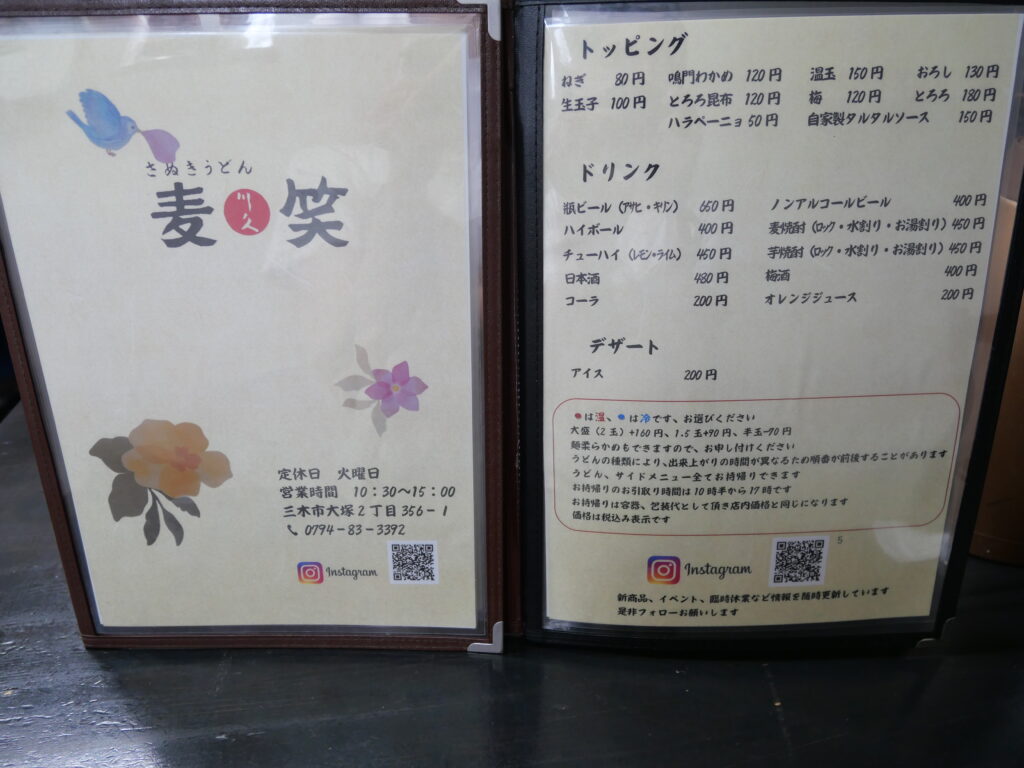 さぬきうどん
麦 川久 笑
定休日 火曜日
営業時間 10:30～15:00
三木市大塚2丁目356-1
0794-83-3392
Instagram
トッピング
ねぎ 80円 鳴門わかめ 120円 温玉 150円 おろし 130円
生玉子 100円 とろろ昆布 120円 梅 120円 とろろ 180円
ハラペーニョ 50円 自家製タルタルソース 150円
ドリンク
瓶ビール(アサヒ・キリン) 650円 ノンアルコールビール 400円
ハイボール 400円 麦焼酎(ロック・水割り・お湯割り) 450円
チューハイ(レモン・ライム) 450円 芋焼酎(ロック・水割り・お湯割り) 450円
日本酒 480円 梅酒 400円
コーラ 200円 オレンジジュース 200円
デザート
アイス 200円
●は温、●は冷です、お選びください
大盛(2玉)+160円、1.5玉+90円、半玉-70円
麺柔らかめもできますので、お申し付けください
うどんの種類により、出来上がりの時間が異なるため順番が前後することがあります
うどん、サイドメニュー全てお持帰りできます
お持帰りのお引取り時間は10時半から17時です
お持帰りは容器、包装代として頂き店内価格と同じになります
価格は税込み表示です
5
Instagram
新商品、イベント、臨時休業など情報を随時更新しています
是非フォローお願いします